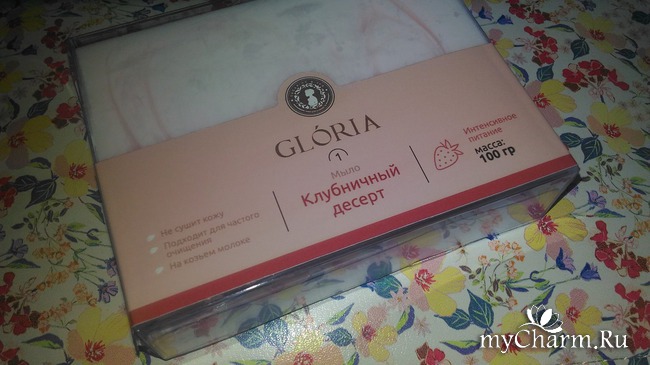 GLÓRIA
1
Мыло
Клубничный
десерт
Не сушит кожу
Подходит для частого
очищения
На козьем молоке
Интенсивное
питание
масса:
100 гр
myCharm.Ru